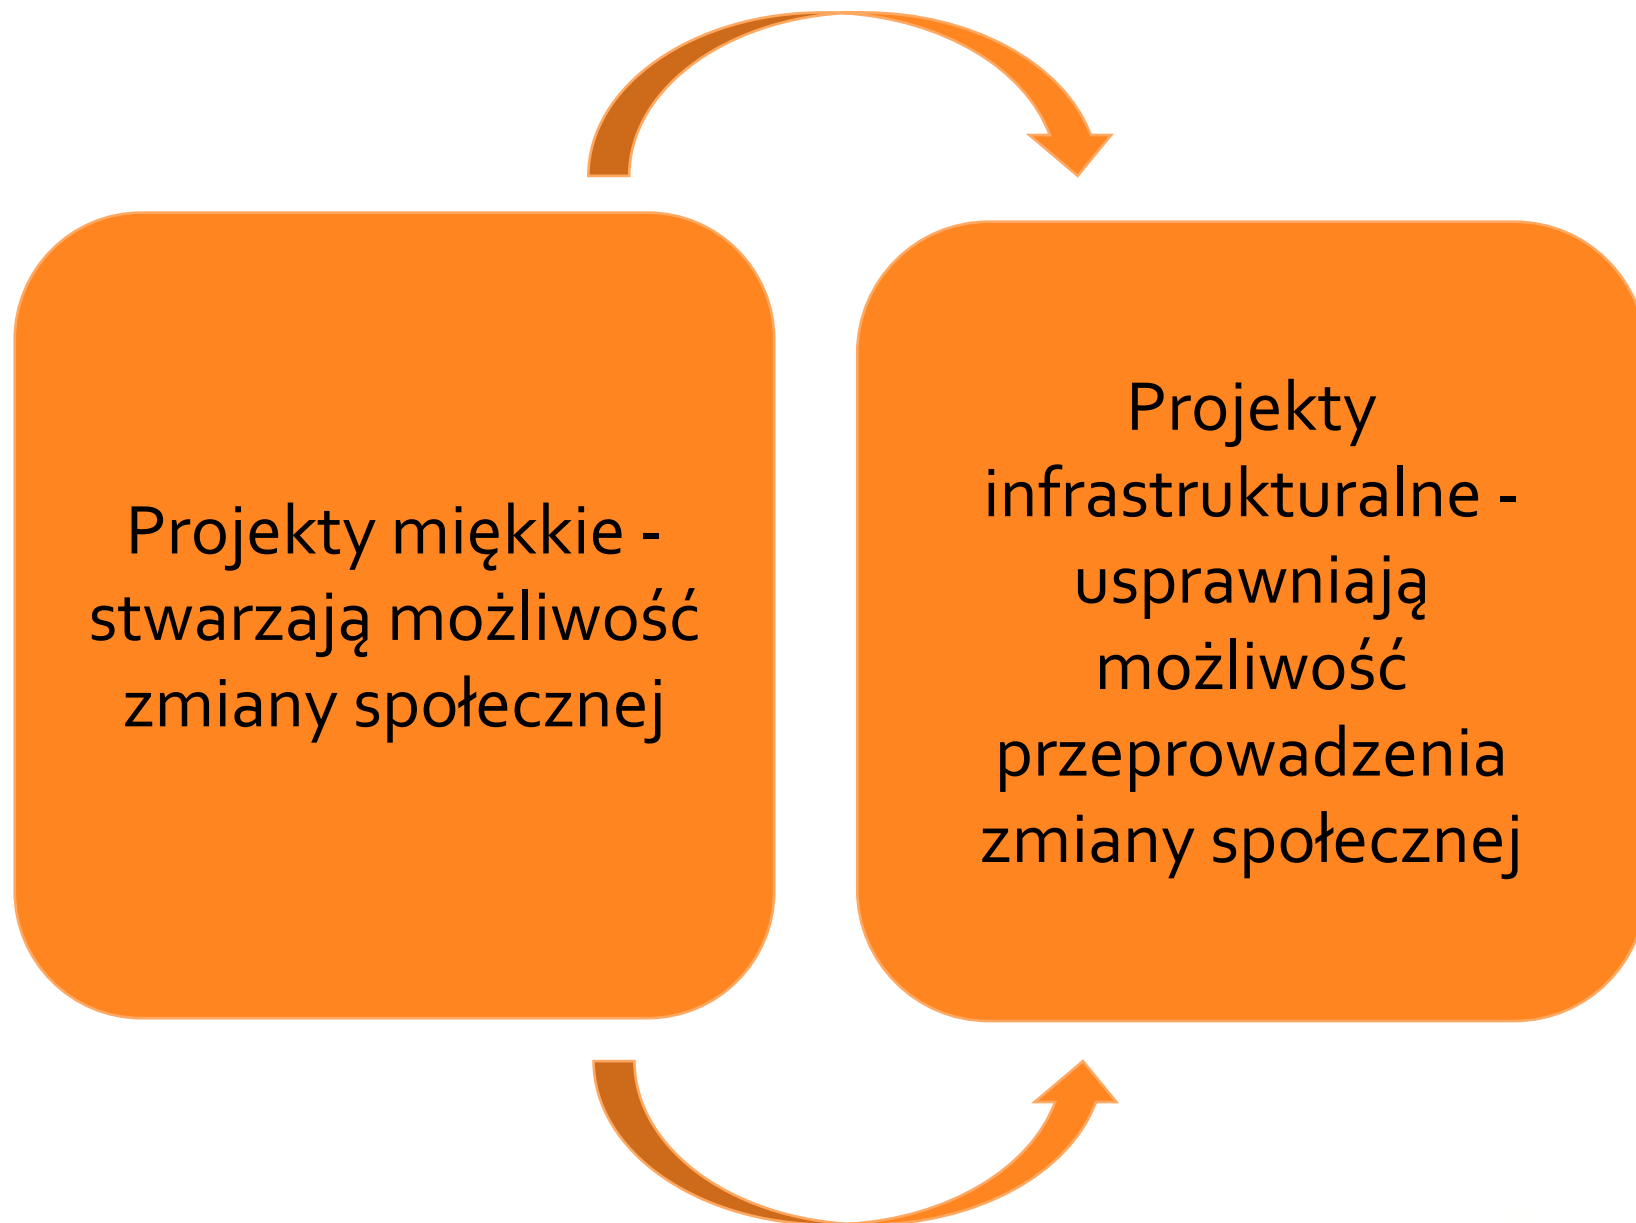 Projekty miękkie -
stwarzają możliwość
zmiany społecznej
Projekty
infrastrukturalne -
usprawniają
możliwość
przeprowadzenia
zmiany społecznej